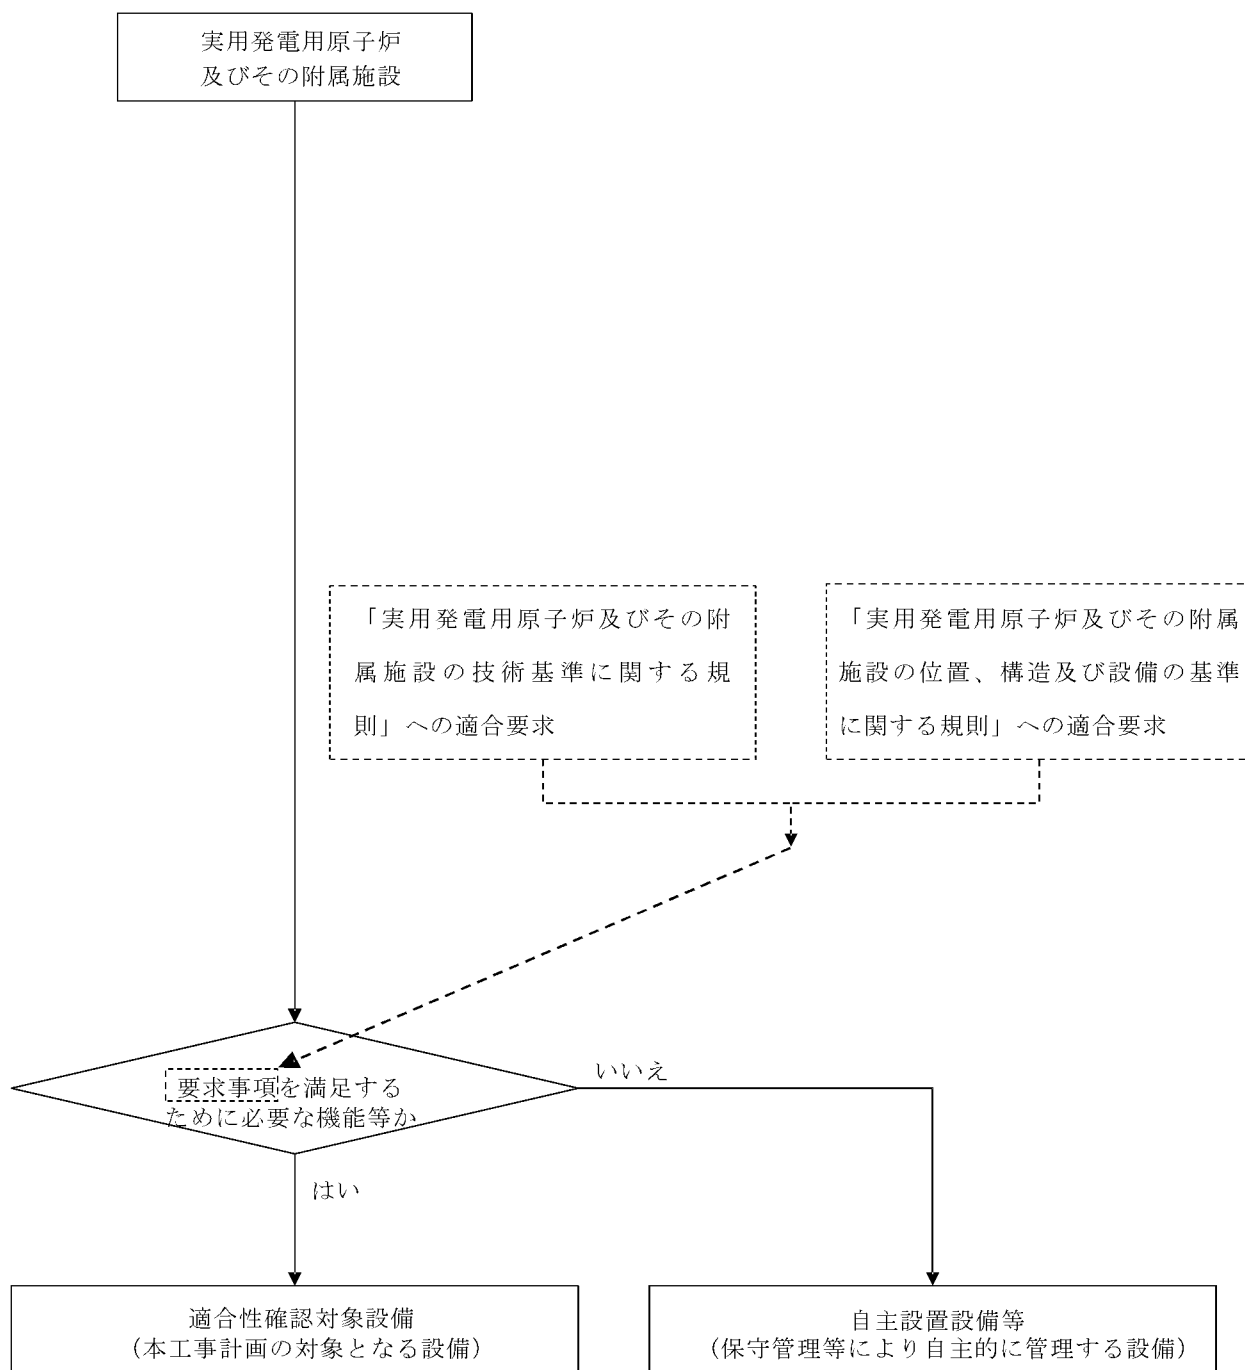 実用発電用原子炉
及びその附属施設
「実用発電用原子炉及びその附
属施設の技術基準に関する規
則」への適合要求
「実用発電用原子炉及びその附属
施設の位置、構造及び設備の基準
に関する規則」への適合要求
要求事項を満足する
ために必要な機能等か
いいえ
はい
適合性確認対象設備
（本工事計画の対象となる設備）
自主設置設備等
（保守管理等により自主的に管理する設備）